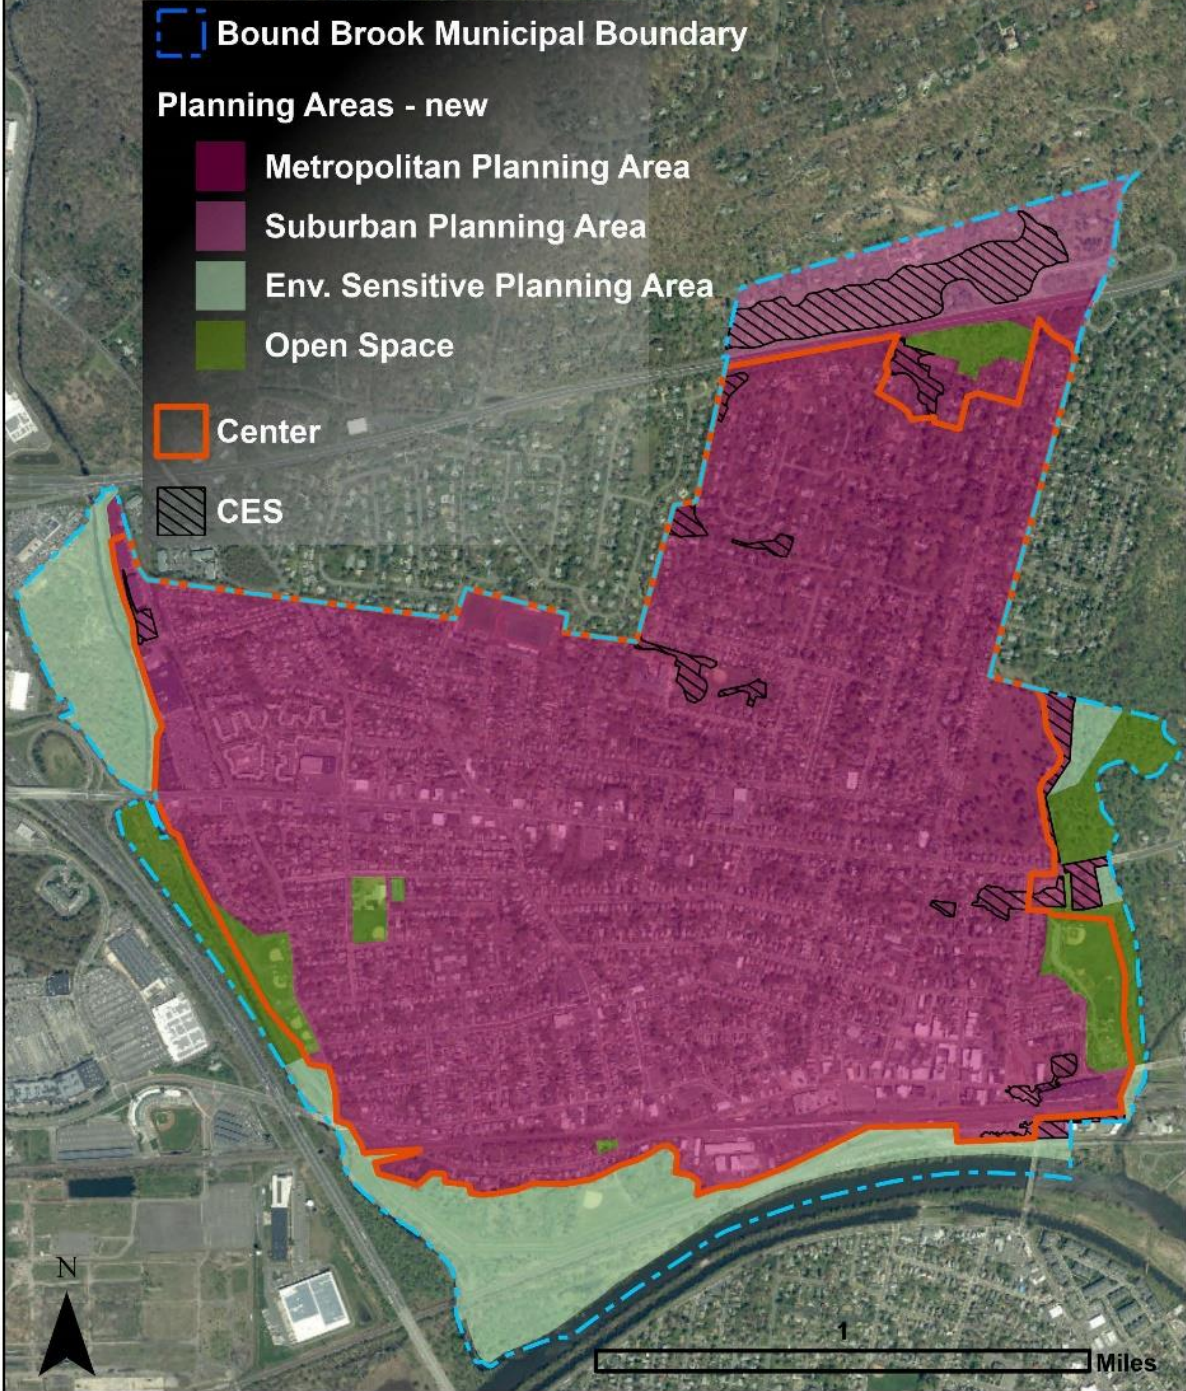 Bound Brook Municipal Boundary
Planning Areas - new
Metropolitan Planning Area
Suburban Planning Area
Env. Sensitive Planning Area
Open Space
Center
CES
N
1
Miles